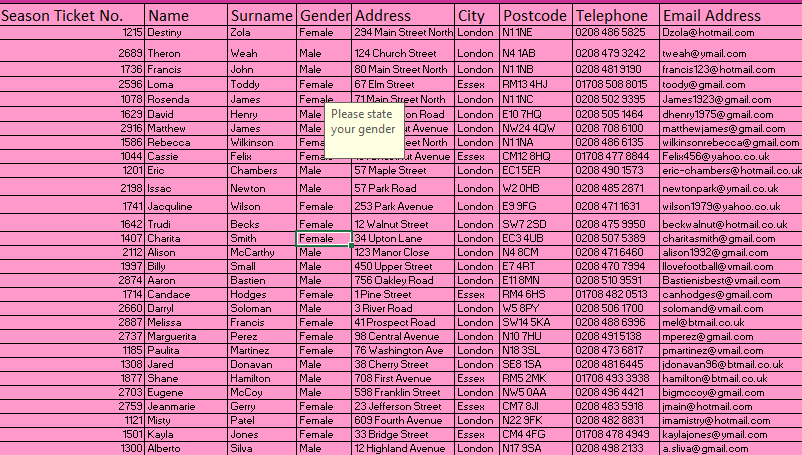 Season Ticket No. Name Surname Gender Address City Postcode Telephone Email Address
1215 Destiny Zola Female 294 Main Street North London N1 1NE 0208 486 5825 Dzola@hotmail.com
2689 Theron Weah Male 124 Church Street London N4 1AB 0208 479 3242 tweah@ymail.com
1736 Francis John Male 80 Main Street North London N1 1NB 0208 481 9190 francis123@hotmail.com
2596 Loma Toddy Female 67 Elm Street Essex RM13 4HJ 01708 508 8015 toody@gmail.com
1078 Rosenda James Female 71 Main Street North London N1 1NC 0208 502 9395 James1923@gmail.com
1629 David Henry Male on Road London E10 7HQ 0208 505 1464 dhenry1975@gmail.com
2916 Matthew James Male ut Avenue London NW24 4QW 0208 708 6100 matthewjames@gmail.com
1586 Rebecca Wilkinson Female Street North London N1 1NA 0208 486 6135 wilkinsonrebecca@gmail.com
1044 Cassie Felix Female Avenue Essex CM12 8HQ 01708 477 8844 Felix456@yahoo.co.uk
1201 Eric Chambers Male 57 Maple Street London EC1 5ER 0208 490 1573 eric-chambers@hotmail.co.uk
2198 Issac Newton Male 57 Park Road London W2 0HB 0208 485 2871 newtonpark@ymail.co.uk
1741 Jacquline Wilson Female 253 Park Avenue London E9 9FG 0208 471 1631 wilson1979@yahoo.co.uk
1642 Trudi Becks Female 12 Walnut Street London SW7 2SD 0208 475 9950 beckwalnut@hotmail.co.uk
1407 Charita Smith Female 34 Upton Lane London EC3 4UB 0208 507 5389 charitasmith@gmail.com
2112 Alison McCarthy Male 123 Manor Close London N4 8CM 0208 471 6460 alison1992@gmail.com
1997 Billy Small Male 450 Upper Street London E7 4RT 0208 470 7994 Ilovefootball@vmail.com
2874 Aaron Bastien Male 756 Oakley Road London E11 8MN 0208 510 9591 Bastienisbest@vmail.com
1714 Candace Hodges Female 1 Pine Street Essex RM4 6HS 01708 482 0513 canhodges@gmail.com
2660 Darryl Soloman Male 3 River Road London W5 8PY 0208 506 1700 solomand@vmail.com
2887 Melissa Francis Female 41 Prospect Road London SW14 5KA 0208 486 6996 mel@btmail.co.uk
2737 Marguerita Perez Female 98 Central Avenue London N10 7HU 0208 491 5138 mperez@gmail.com
1185 Paulita Martinez Female 76 Washington Ave London N18 3SL 0208 473 6817 pmartinez@vmail.com
1308 Jared Donavan Male 38 Cherry Street London SE8 1SA 0208 481 6445 jdonavan96@btmail.co.uk
1877 Shane Hamilton Male 708 First Avenue Essex RM5 2MK 01708 493 3938 hamilton@btmail.co.uk
2703 Eugene McCoy Male 598 Franklin Street London NW5 0AA 0208 496 4421 bigmccoy@gmail.com
2759 Jeanmarie Gerry Female 23 Jefferson Street Essex CM7 8JI 0208 483 5918 jmain@hotmail.com
1121 Misty Patel Female 609 Fourth Avenue London N22 9FK 0208 482 8831 imamistry@hotmail.com
1501 Kayla Jones Female 33 Bridge Street Essex CM4 4FG 01708 478 4949 kaylajones@ymail.com
1300 Alberto Silva Male 12 Highland Avenue London N17 9SA 0208 498 2133 a.sliva@gmail.com
Please state
your gender